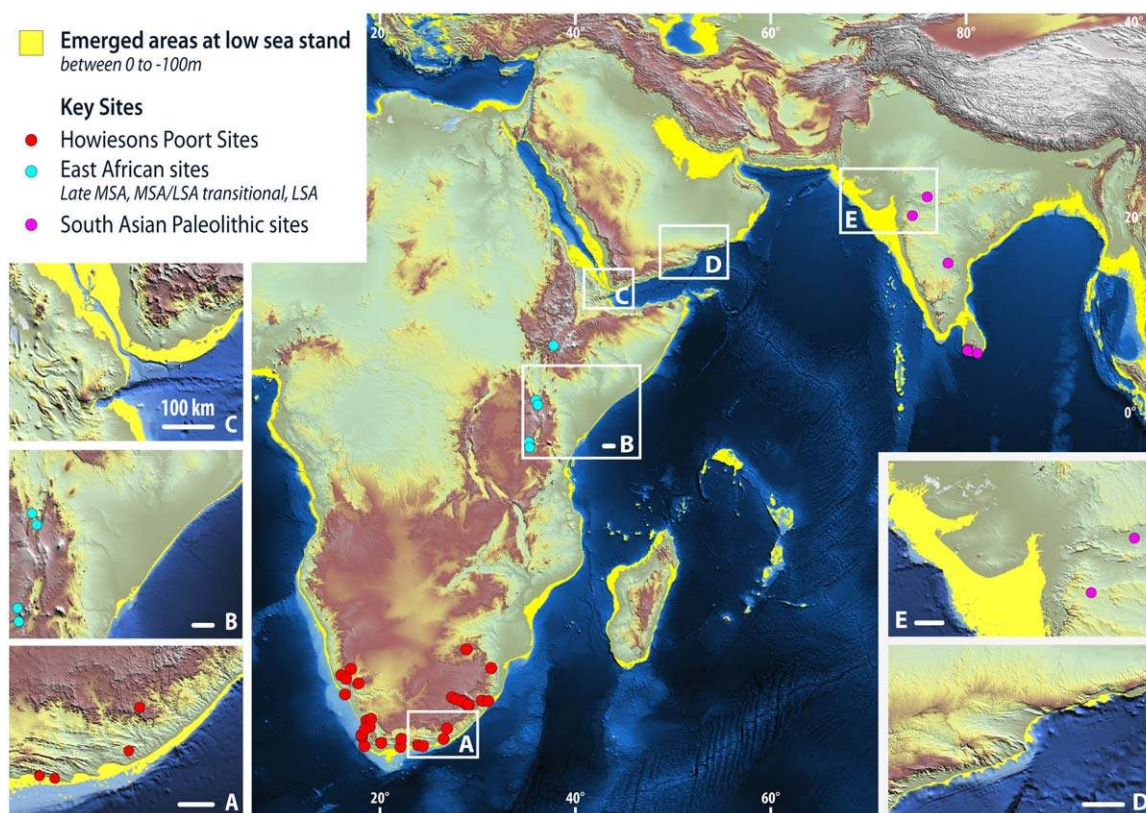 Emerged areas at low sea stand
between 0 to -100m
Key Sites
Howiesons Poort Sites
East African sites
Late MSA, MSA/LSA transitional, LSA
South Asian Paleolithic sites
40°
60°
80°
40°
20°
0°
E
D
C
B
A
100 km
C
B
A
E
D
20°
40°
60°